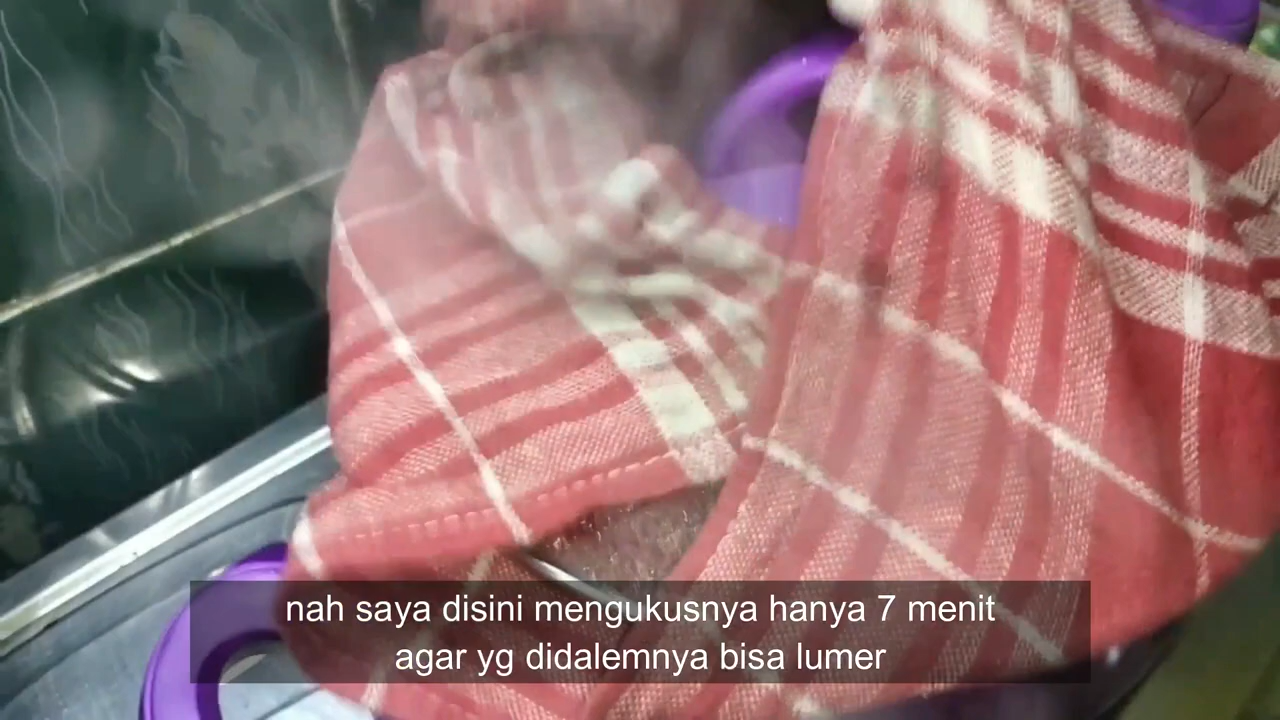 nah saya disini mengukusnya hanya 7 menit
agar yg didalemnya bisa lumer